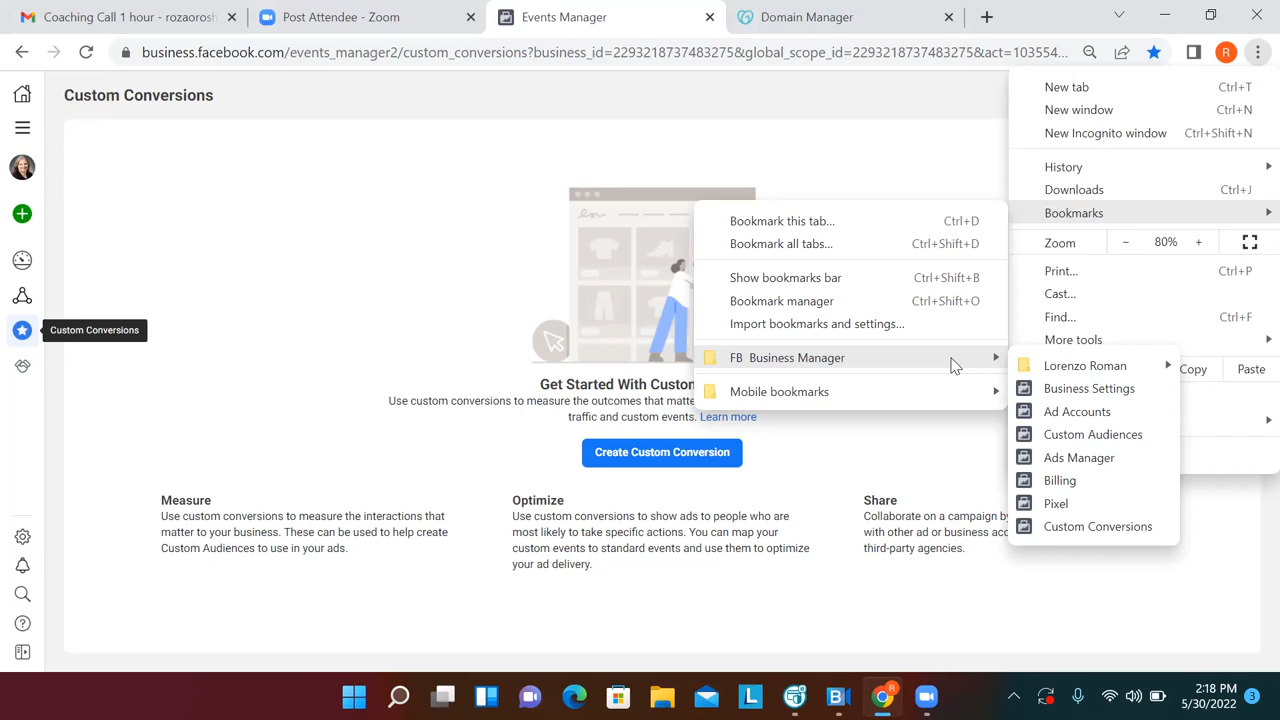 Coaching Call 1 hour - rozaorosh
Post Attendee - Zoom
Events Manager
Domain Manager
business.facebook.com/events_manager2/custom_conversions?business_id=2293218737483275&global_scope_id=2293218737483275&act=103554...
R
Custom Conversions
New tab Ctrl+T
New window Ctrl+N
New Incognito window Ctrl+Shift+N
History
Downloads Ctrl+J
Bookmarks
Zoom - 80% +
Print... Ctrl+P
Cast...
Find... Ctrl+F
More tools
Copy Paste
Bookmark this tab... Ctrl+D
Bookmark all tabs... Ctrl+Shift+D
Show bookmarks bar Ctrl+Shift+B
Bookmark manager Ctrl+Shift+O
Import bookmarks and settings...
FB Business Manager
Mobile bookmarks
Lorenzo Roman
Business Settings
Ad Accounts
Custom Audiences
Ads Manager
Billing
Pixel
Custom Conversions
Custom Conversions
Get Started With Custom
Use custom conversions to measure the outcomes that matter
traffic and custom events. Learn more
Create Custom Conversion
Measure
Use custom conversions to measure the interactions that
matter to your business. These can be used to help create
Custom Audiences to use in your ads.
Optimize
Use custom conversions to show ads to people who are
most likely to take specific actions. You can map your
custom events to standard events and use them to optimize
your ad delivery.
Share
Collaborate on a campaign by
with other ad or business acc
third-party agencies.
2:18 PM
5/30/2022
3